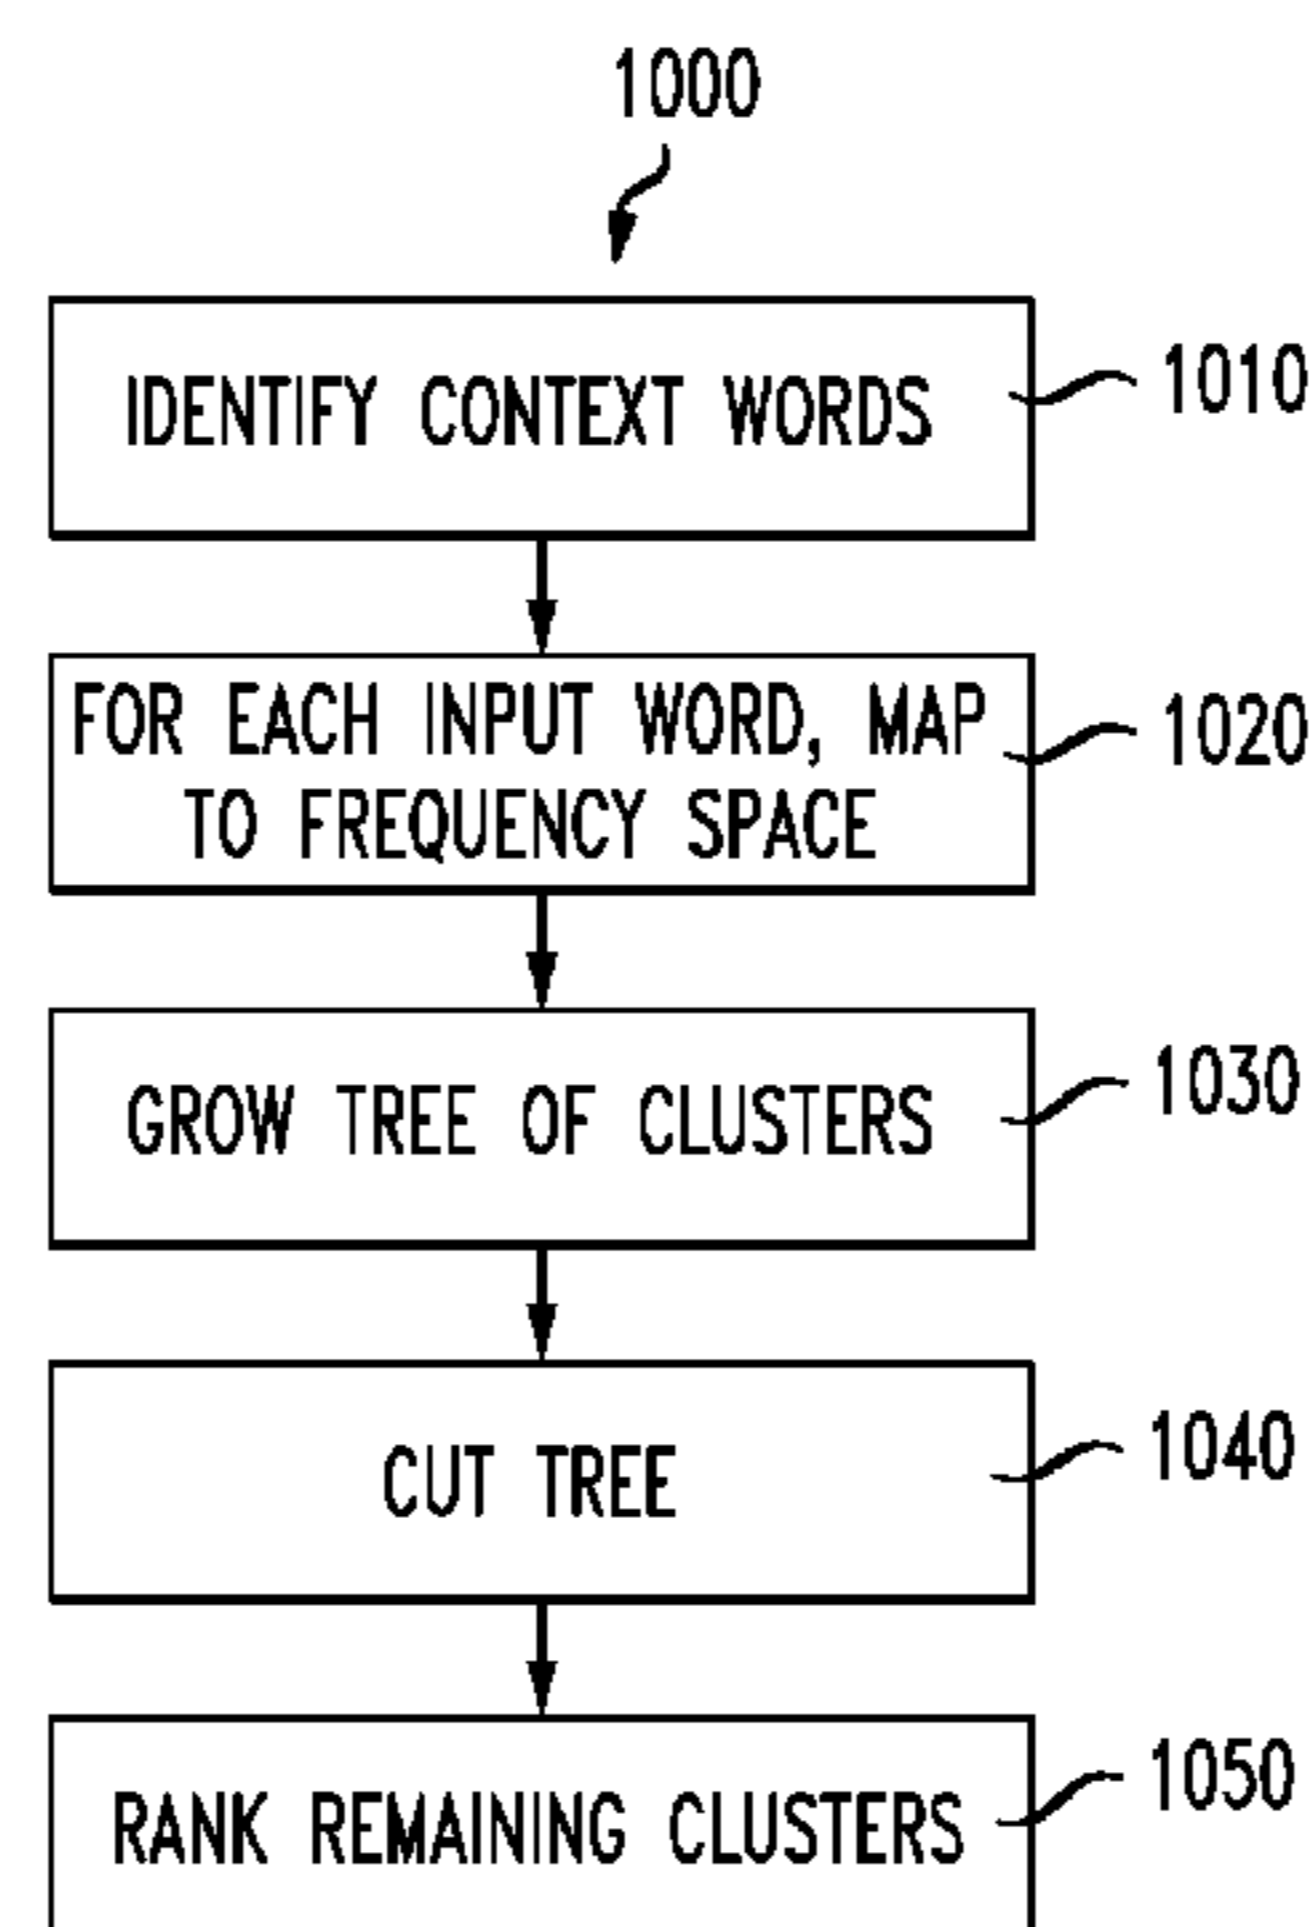 1000
IDENTIFY CONTEXT WORDS
1010
FOR EACH INPUT WORD, MAP
TO FREQUENCY SPACE
1020
GROW TREE OF CLUSTERS
1030
CUT TREE
1040
RANK REMAINING CLUSTERS
1050